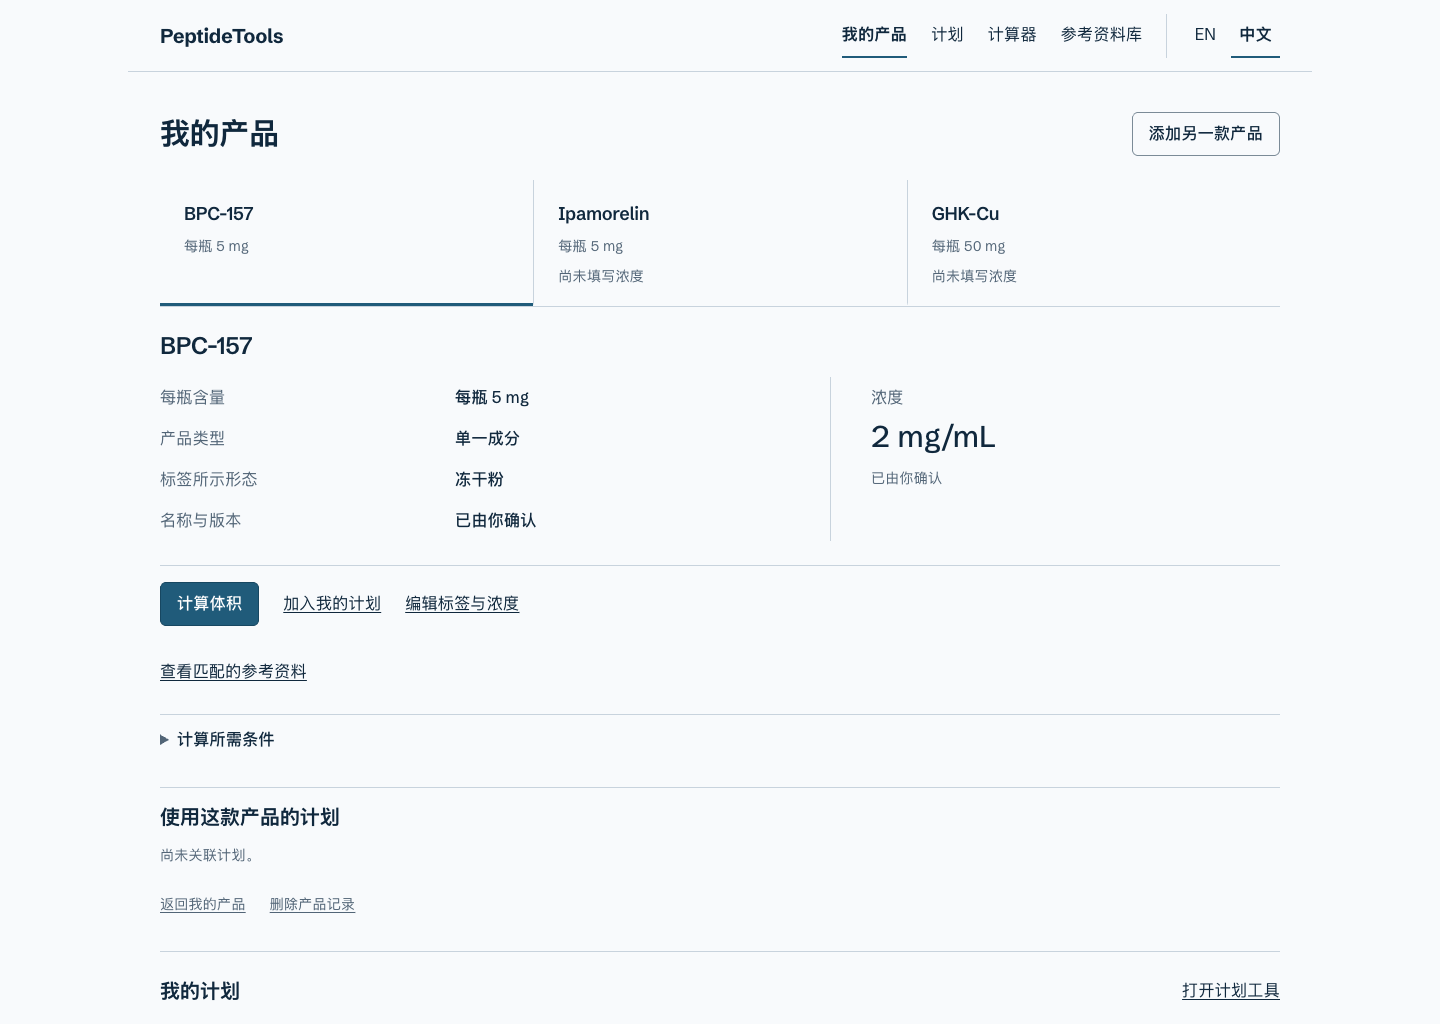 PeptideTools
我的产品
计划
计算器
参考资料库
EN
中文
我的产品
添加另一款产品
BPC-157
每瓶 5 mg
Ipamorelin
每瓶 5 mg
尚未填写浓度
GHK-Cu
每瓶 50 mg
尚未填写浓度
BPC-157
每瓶含量
每瓶 5 mg
产品类型
单一成分
标签所示形态
冻干粉
名称与版本
已由你确认
浓度
2 mg/mL
已由你确认
计算体积
加入我的计划
编辑标签与浓度
查看匹配的参考资料
计算所需条件
使用这款产品的计划
尚未关联计划。
返回我的产品
删除产品记录
我的计划
打开计划工具